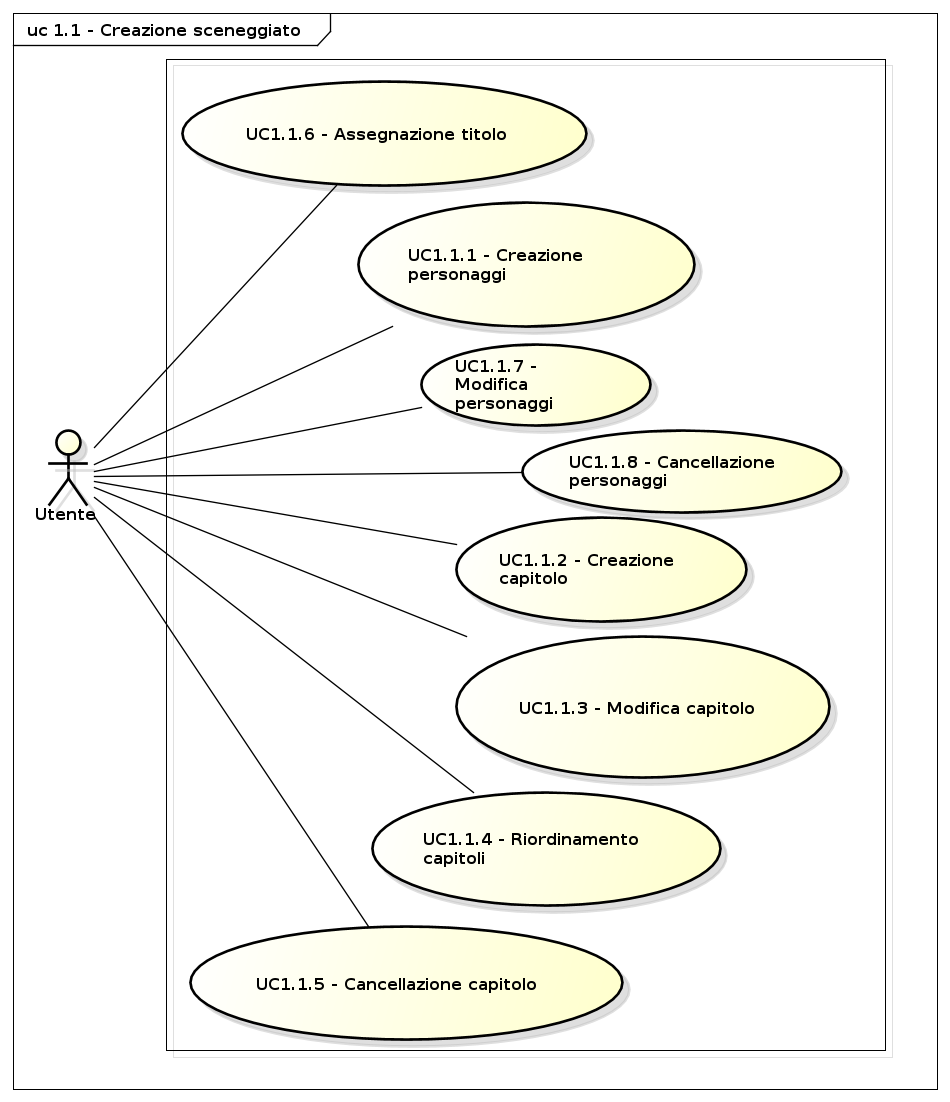 uc 1.1 - Creazione sceneggiato
UC1.1.6 - Assegnazione titolo
UC1.1.1 - Creazione
personaggi
UC1.1.7 -
Modifica
personaggi
UC1.1.8 - Cancellazione
personaggi
Utente
UC1.1.2 - Creazione
capitolo
UC1.1.3 - Modifica capitolo
UC1.1.4 - Riordinamento
capitoli
UC1.1.5 - Cancellazione capitolo